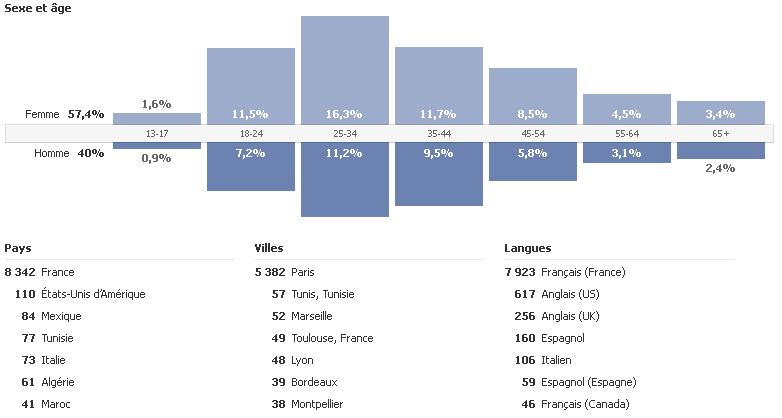 Sexe et âge
1,6%
Femme 57,4% 11,5% 16,3% 11,7% 8,5% 4,5% 3,4%
13-17 18-24 25-34 35-44 45-54 55-64 65+
Homme 40% 0,9% 7,2% 11,2% 9,5% 5,8% 3,1% 2,4%
Pays Villes Langues
8 342 France 5 382 Paris 7 923 Français (France)
110 États-Unis d’Amérique 57 Tunis, Tunisie 617 Anglais (US)
84 Mexique 52 Marseille 256 Anglais (UK)
77 Tunisie 49 Toulouse, France 160 Espagnol
73 Italie 48 Lyon 106 Italien
61 Algérie 39 Bordeaux 59 Espagnol (Espagne)
41 Maroc 38 Montpellier 46 Français (Canada)